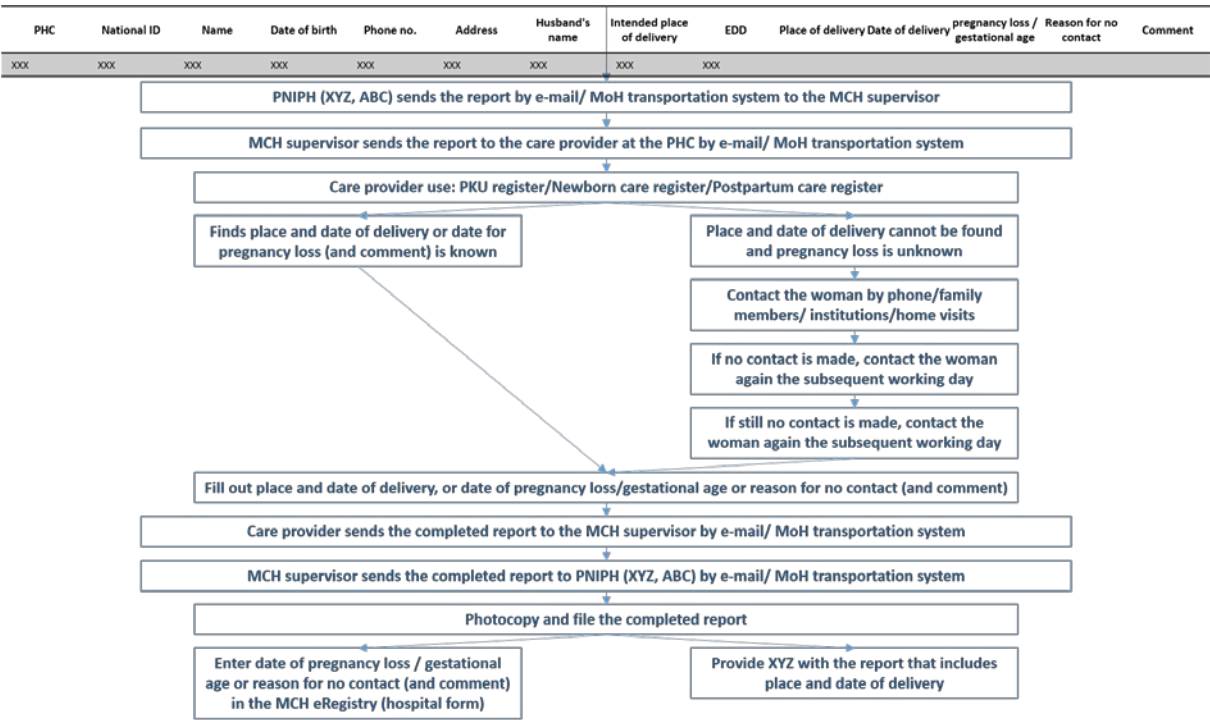 PHC National ID Name Date of birth Phone no. Address Husband's name Intended place of delivery EDD Place of delivery Date of delivery pregnancy loss / gestational age Reason for no contact Comment
xxx xxx xxx xxx xxx xxx xxx xxx xxx
PNIPH (XYZ, ABC) sends the report by e-mail/ MoH transportation system to the MCH supervisor
MCH supervisor sends the report to the care provider at the PHC by e-mail/ MoH transportation system
Care provider use: PKU register/Newborn care register/Postpartum care register
Finds place and date of delivery or date for
pregnancy loss (and comment) is known
Place and date of delivery cannot be found
and pregnancy loss is unknown
Contact the woman by phone/family
members/ institutions/home visits
If no contact is made, contact the woman
again the subsequent working day
If still no contact is made, contact the
woman again the subsequent working day
Fill out place and date of delivery, or date of pregnancy loss/gestational age or reason for no contact (and comment)
Care provider sends the completed report to the MCH supervisor by e-mail/ MoH transportation system
MCH supervisor sends the completed report to PNIPH (XYZ, ABC) by e-mail/ MoH transportation system
Photocopy and file the completed report
Enter date of pregnancy loss / gestational
age or reason for no contact (and comment)
in the MCH eRegistry (hospital form)
Provide XYZ with the report that includes
place and date of delivery